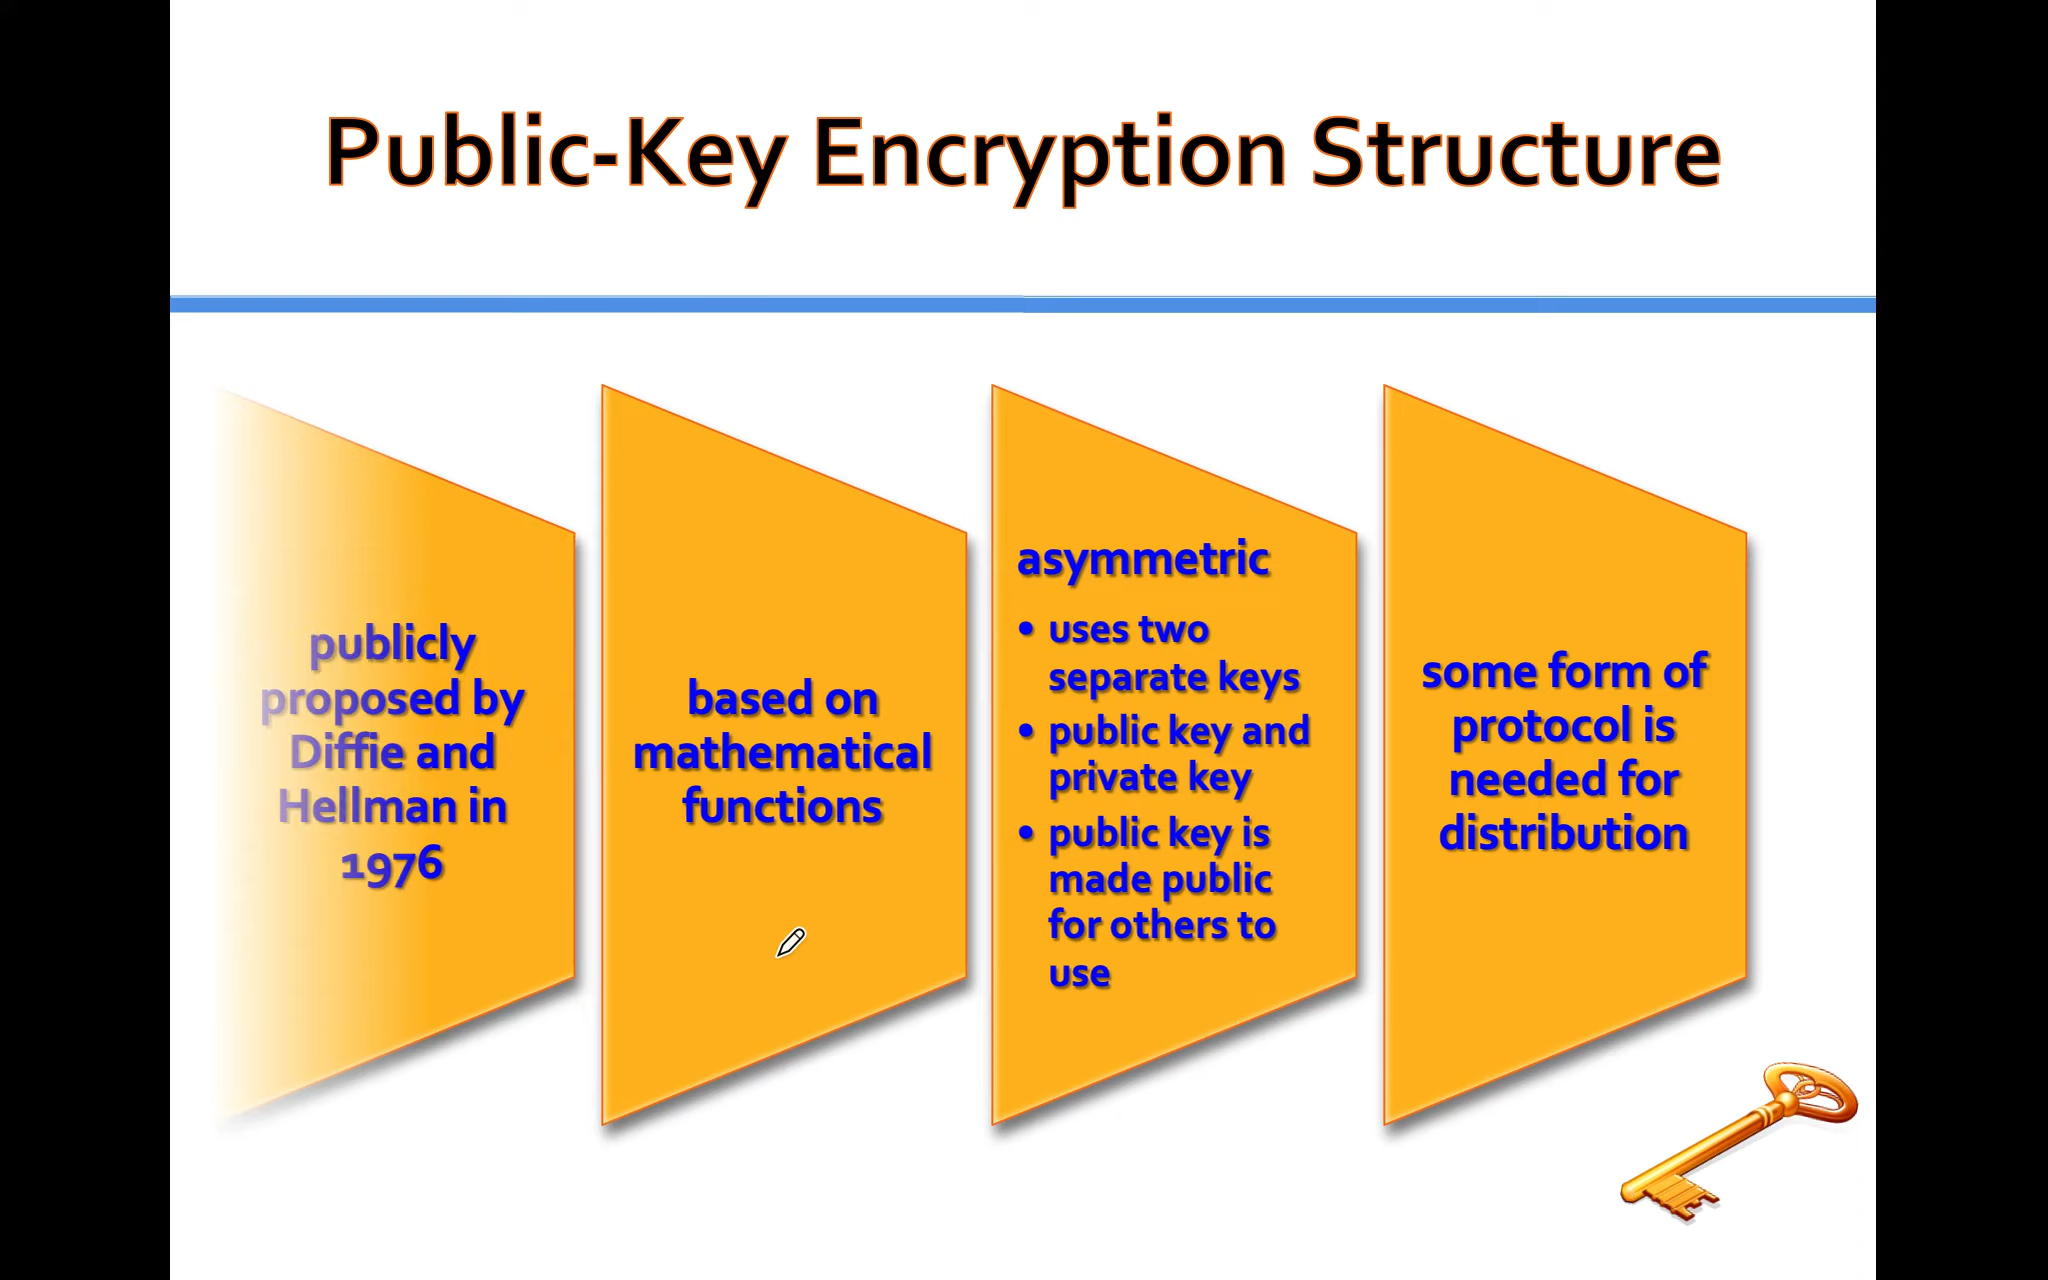 Public-Key Encryption Structure
publicly
proposed by
Diffie and
Hellman in
1976
based on
mathematical
functions
asymmetric
• uses two
separate keys
• public key and
private key
• public key is
made public
for others to
use
some form of
protocol is
needed for
distribution